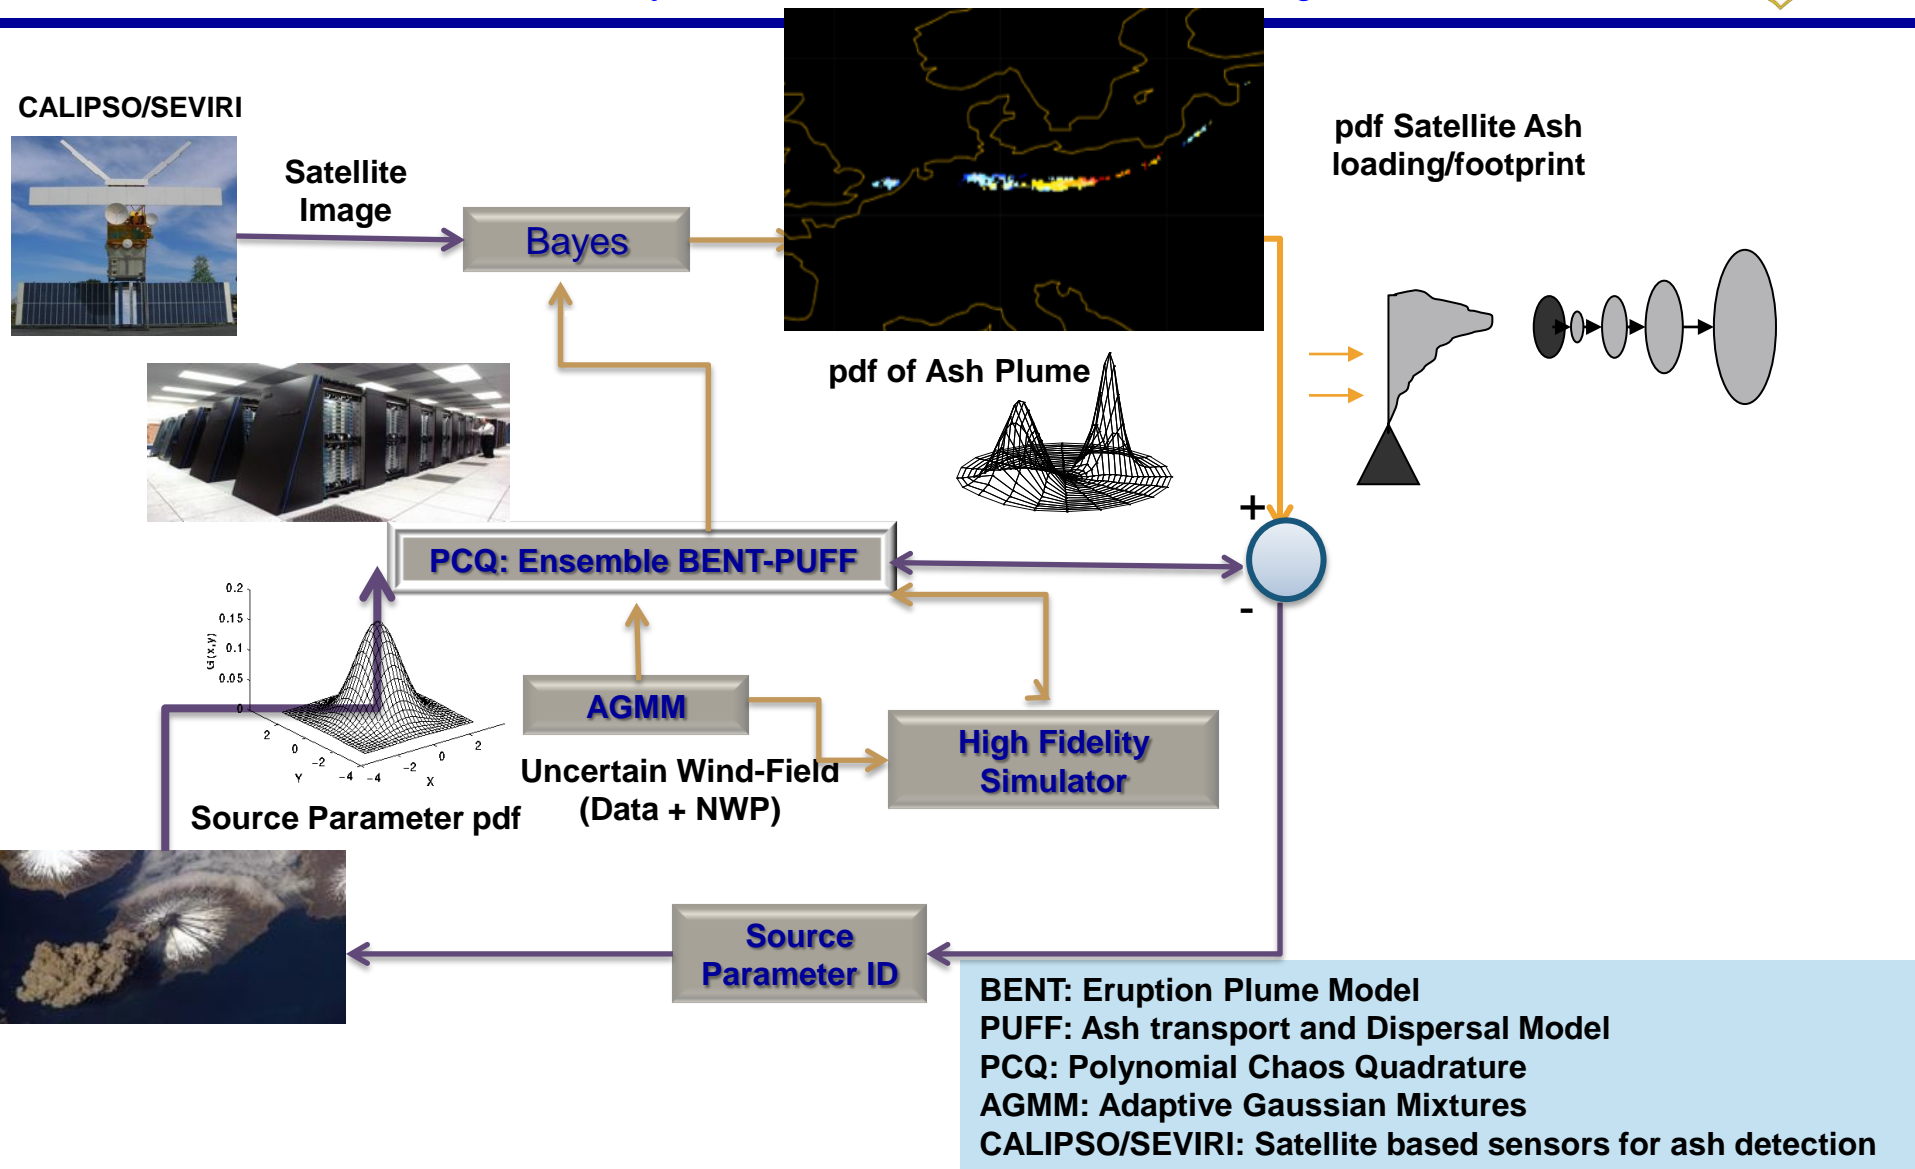 CALIPSO/SEVIRI
Satellite
Image
Bayes
pdf Satellite Ash
loading/footprint
pdf of Ash Plume
+
-
PCQ: Ensemble BENT-PUFF
0.2
0.15
0.1
0.05
0
G(x,y)
2
0
-2
-4
Y
-4
-2
0
2
X
Source Parameter pdf
AGMM
Uncertain Wind-Field
(Data + NWP)
High Fidelity
Simulator
Source
Parameter ID
BENT: Eruption Plume Model
PUFF: Ash transport and Dispersal Model
PCQ: Polynomial Chaos Quadrature
AGMM: Adaptive Gaussian Mixtures
CALIPSO/SEVIRI: Satellite based sensors for ash detection